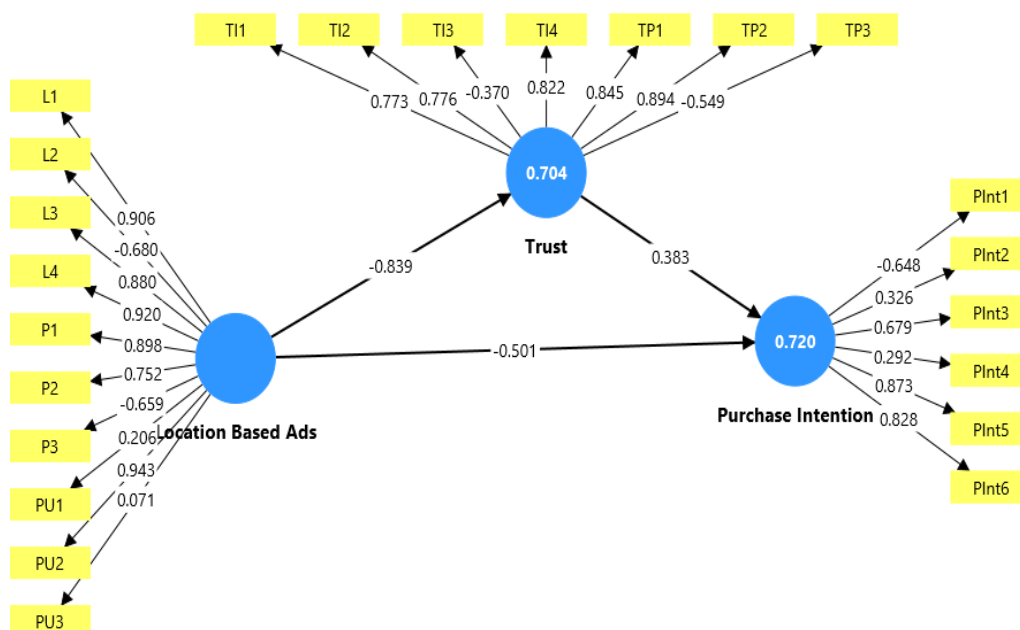 TI1
TI2
TI3
TI4
TP1
TP2
TP3
0.773
0.776
-0.370
0.822
0.845
0.894
-0.549
L1
L2
L3
L4
P1
P2
P3
PU1
PU2
PU3
0.906
-0.680
0.880
0.920
0.898
0.752
-0.659
0.206
0.943
0.071
Location Based Ads
-0.839
0.704
Trust
0.383
-0.501
0.720
Purchase Intention
-0.648
0.326
0.679
0.292
0.873
0.828
PInt1
PInt2
PInt3
PInt4
PInt5
PInt6